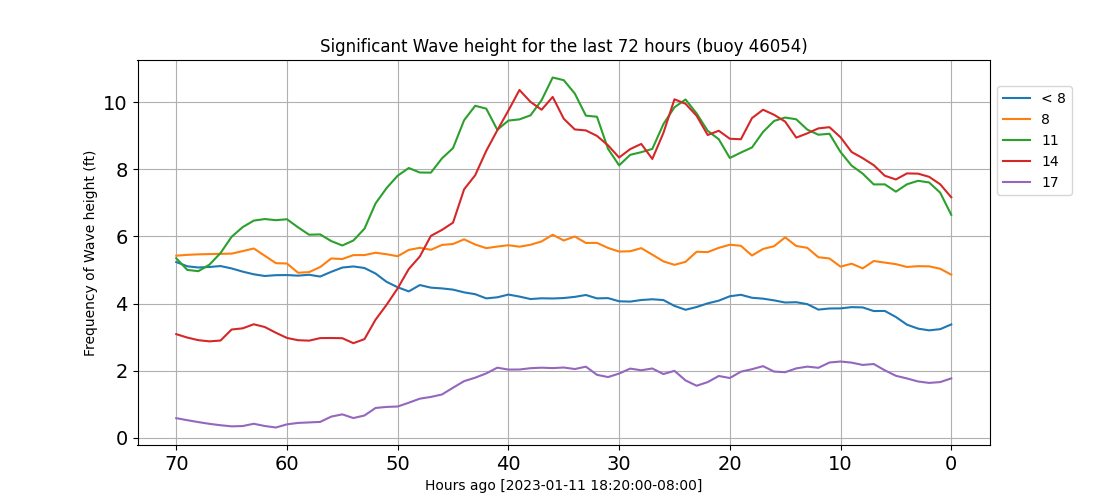 Significant Wave height for the last 72 hours (buoy 46054)
Frequency of Wave height (ft)
10
8
6
4
2
0
70 60 50 40 30 20 10 0
Hours ago [2023-01-11 18:20:00-08:00]
< 8
8
11
14
17